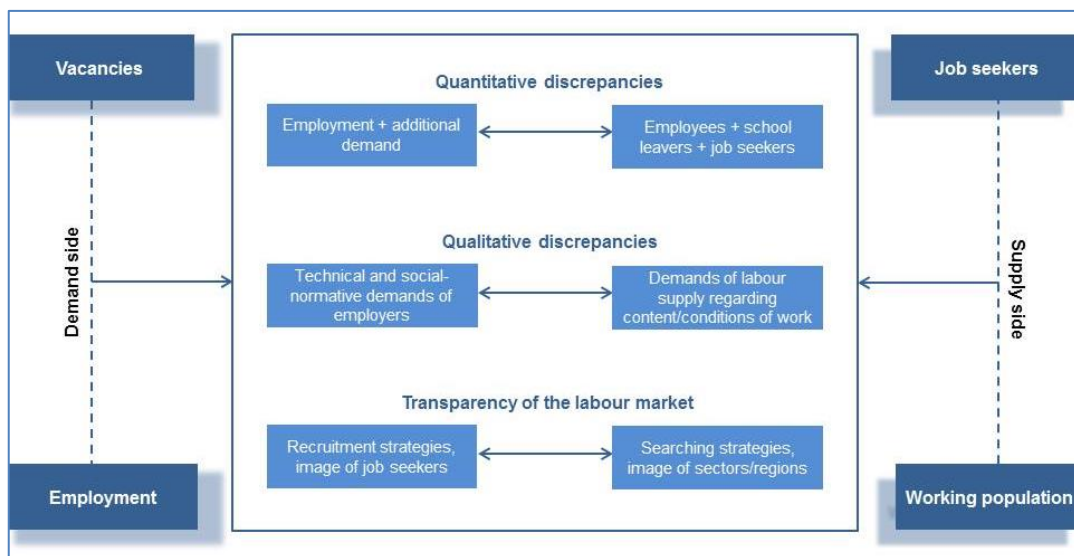 Vacancies
Job seekers
Quantitative discrepancies
Employment + additional
demand
Employees + school
leavers + job seekers
Demand side
Supply side
Qualitative discrepancies
Technical and social-
normative demands of
employers
Demands of labour
supply regarding
content/conditions of work
Transparency of the labour market
Recruitment strategies,
image of job seekers
Searching strategies,
image of sectors/regions
Employment
Working population